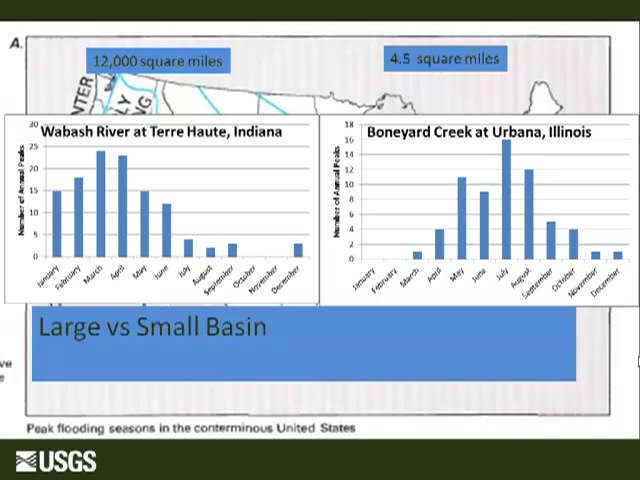 A.
12,000 square miles
4.5 square miles
NTER
LY
NG
Wabash River at Terre Haute, Indiana
Number of Annual Peaks
30
25
20
15
10
5
0
January
February
March
April
May
June
July
August
September
October
November
December
Boneyard Creek at Urbana, Illinois
Number of Annual Peaks
18
16
14
12
10
8
6
4
2
0
January
February
March
April
May
June
July
August
September
October
November
December
Large vs Small Basin
ve
e
Peak flooding seasons in the conterminous United States
USGS